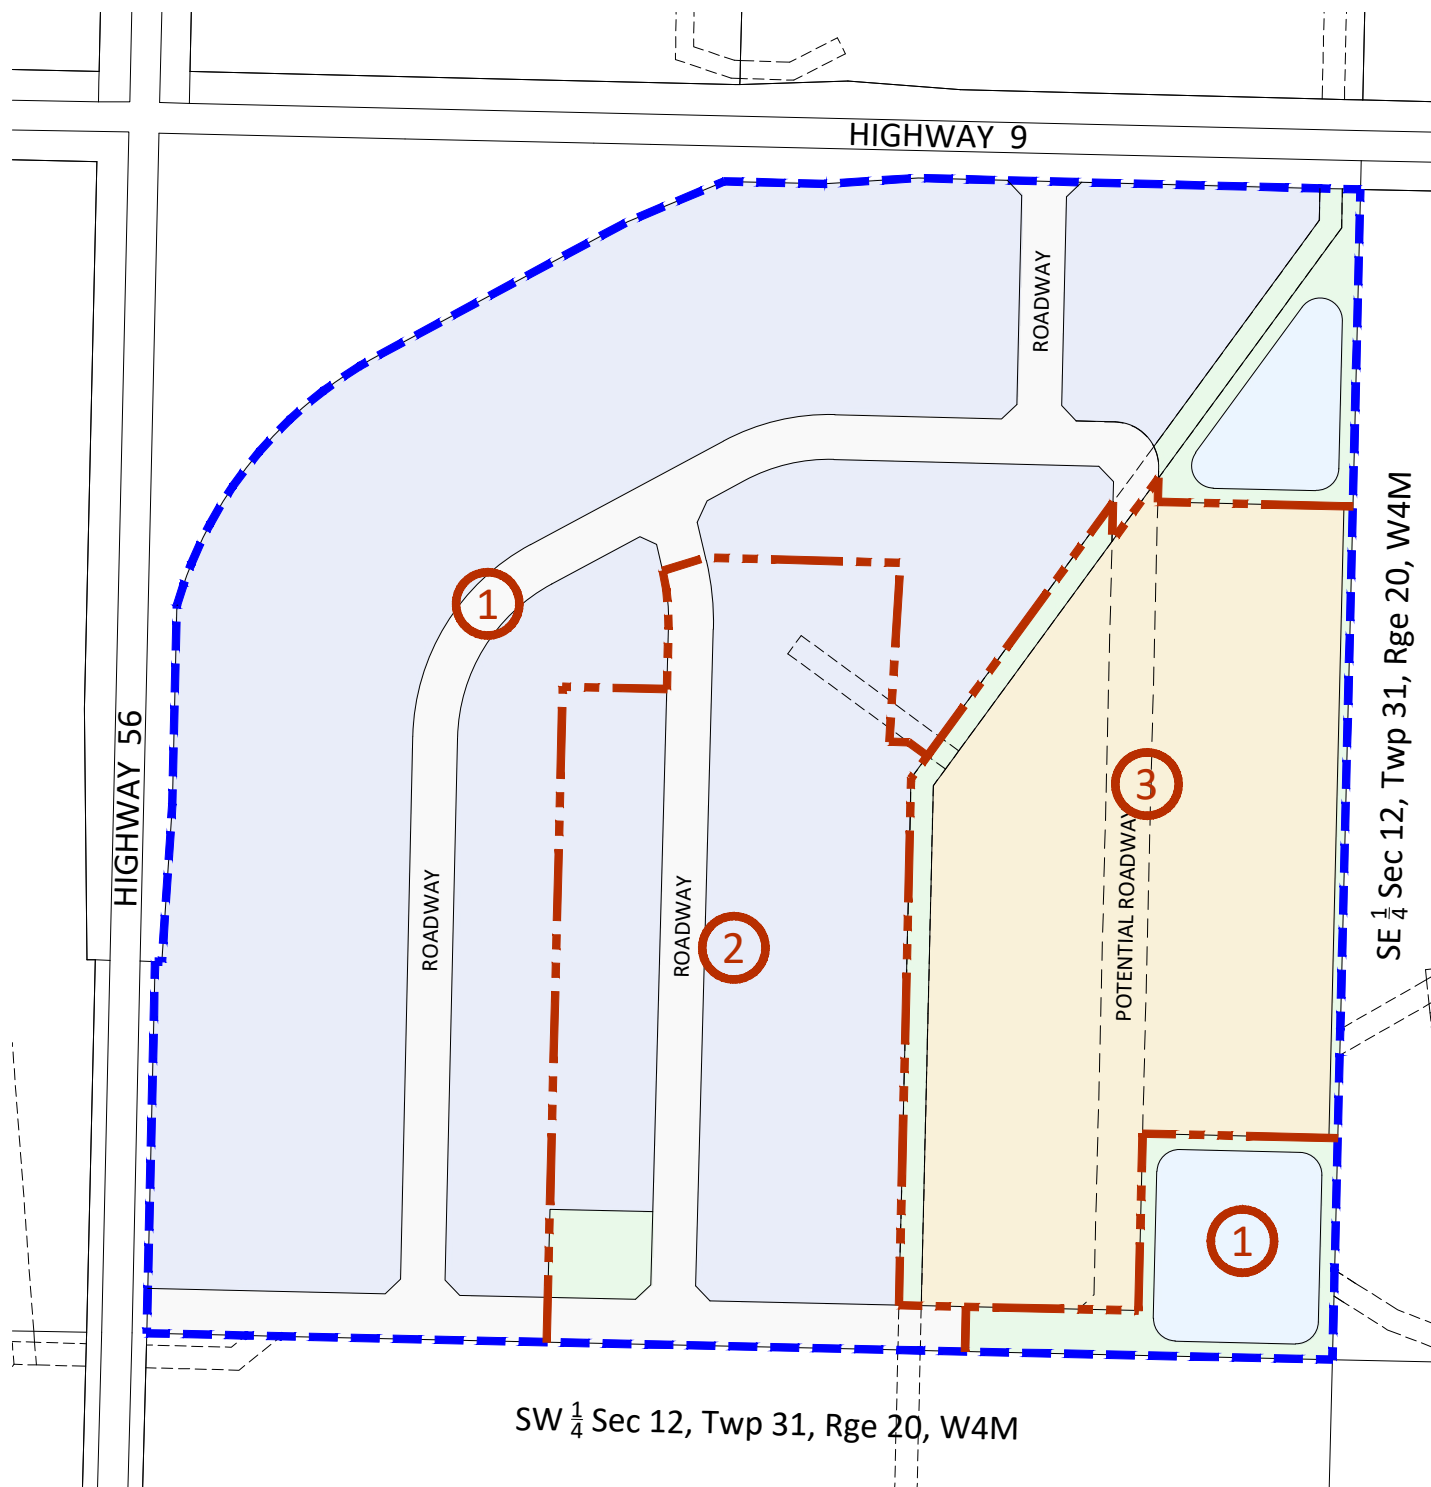 HIGHWAY 9
ROADWAY
SE 1/4 Sec 12, Twp 31, Rge 20, W4M
1
HIGHWAY 56
3
POTENTIAL ROADWAY
ROADWAY
ROADWAY
2
1
SW 1/4 Sec 12, Twp 31, Rge 20, W4M